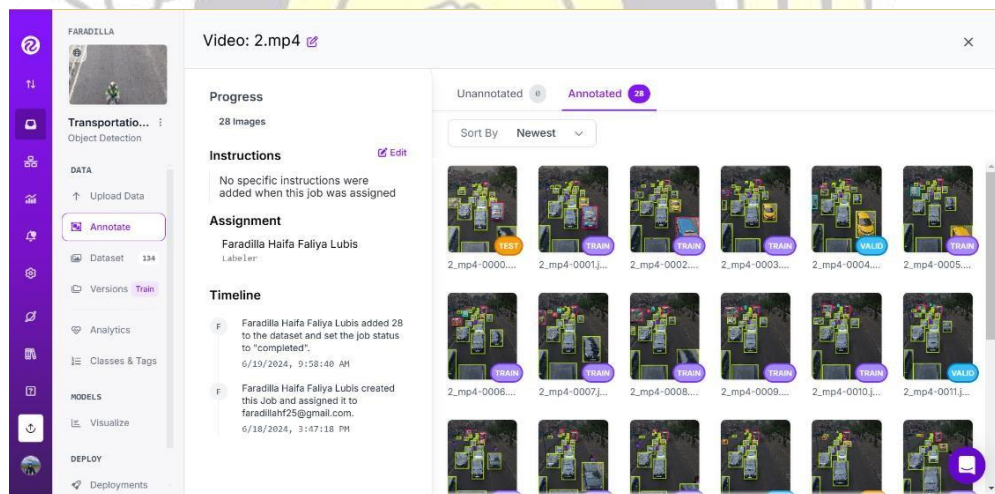 FARADILLA
Transportatio...
Object Detection
DATA
Upload Data
Annotate
Dataset 134
Versions Train
Analytics
Classes & Tags
MODELS
Visualize
DEPLOY
Deployments
Video: 2.mp4
Progress
28 Images
Instructions
Edit
No specific instructions were
added when this job was assigned
Assignment
Faradilla Haifa Faliya Lubis
Labeler
Timeline
F
Faradilla Haifa Faliya Lubis added 28
to the dataset and set the job status
to "completed".
6/19/2024, 9:58:40 AM
F
Faradilla Haifa Faliya Lubis created
this Job and assigned it to
faradillahf25@gmail.com.
6/18/2024, 3:47:18 PM
Unannotated 0 Annotated 28
Sort By Newest
TEST TRAIN TRAIN TRAIN VALID TRAIN
2_mp4-0000.... 2_mp4-0001.j... 2_mp4-0002.... 2_mp4-0003.... 2_mp4-0004.... 2_mp4-0005....
TRAIN TRAIN TRAIN TRAIN TRAIN VALID
2_mp4-0006.... 2_mp4-0007.j... 2_mp4-0008.... 2_mp4-0009.... 2_mp4-0010.j... 2_mp4-0011.j...